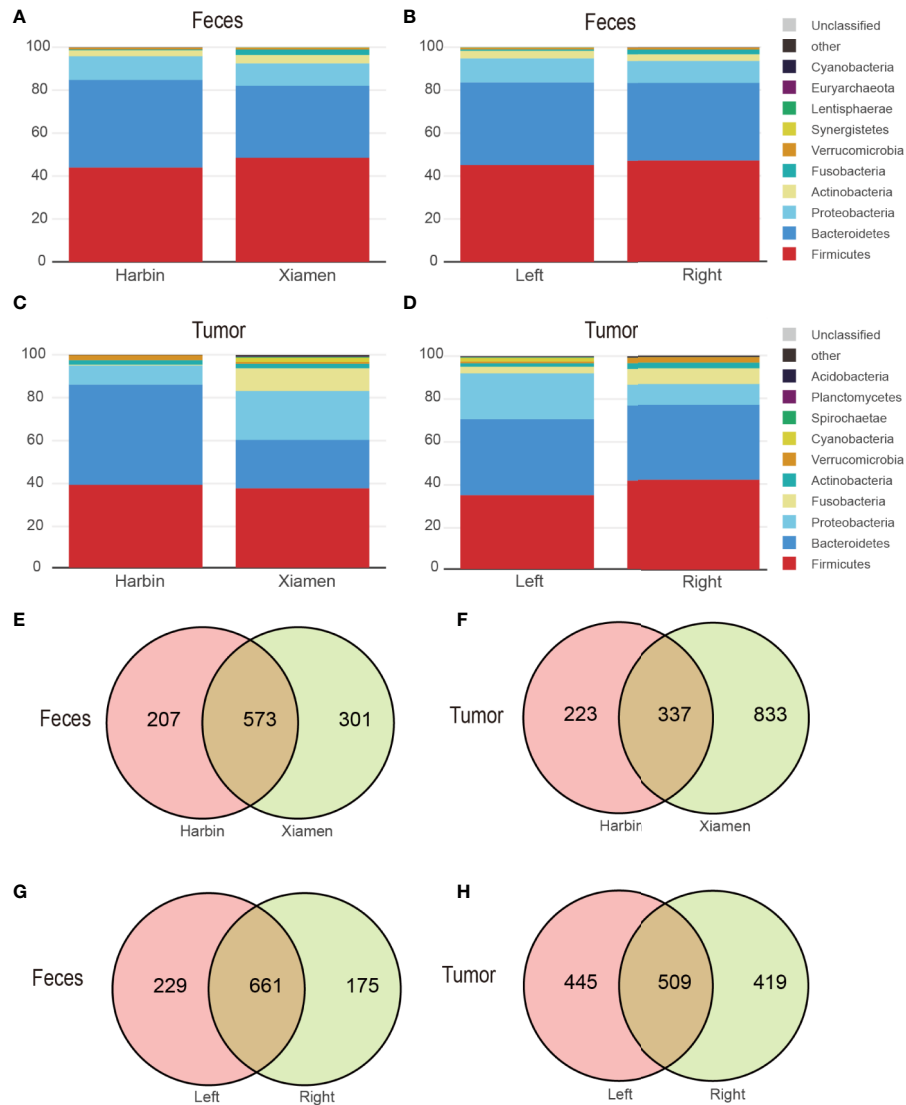 A
Feces
100
80
60
40
20
0
Harbin
Xiamen
B
Feces
100
80
60
40
20
0
Left
Right
Unclassified
other
Cyanobacteria
Euryarchaeota
Lentisphaerae
Synergistetes
Verrucomicrobia
Fusobacteria
Actinobacteria
Proteobacteria
Bacteroidetes
Firmicutes
C
Tumor
100
80
60
40
20
0
Harbin
Xiamen
D
Tumor
100
80
60
40
20
0
Left
Right
Unclassified
other
Acidobacteria
Planctomycetes
Spirochaetae
Cyanobacteria
Verrucomicrobia
Actinobacteria
Fusobacteria
Proteobacteria
Bacteroidetes
Firmicutes
E
Feces
207
573
301
Harbin
Xiamen
F
Tumor
223
337
833
Harbin
Xiamen
G
Feces
229
661
175
Left
Right
H
Tumor
445
509
419
Left
Right